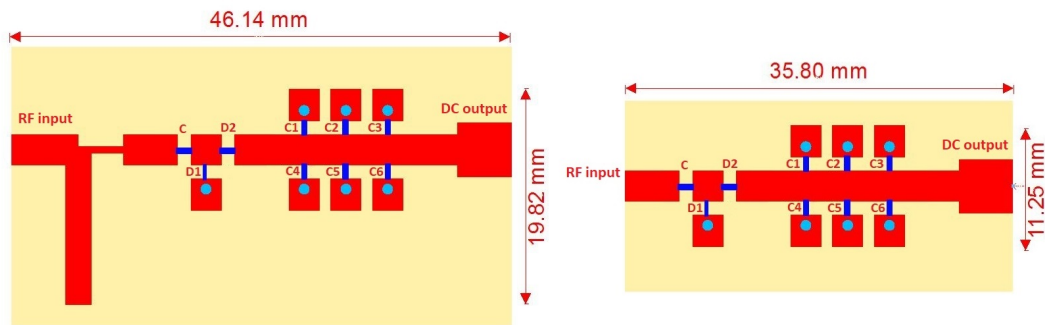 46.14 mm
RF input
DC output
C
D2
C1
C2
C3
D1
C4
C5
C6
19.82 mm
35.80 mm
RF input
DC output
C
D2
C1
C2
C3
D1
C4
C5
C6
11.25 mm